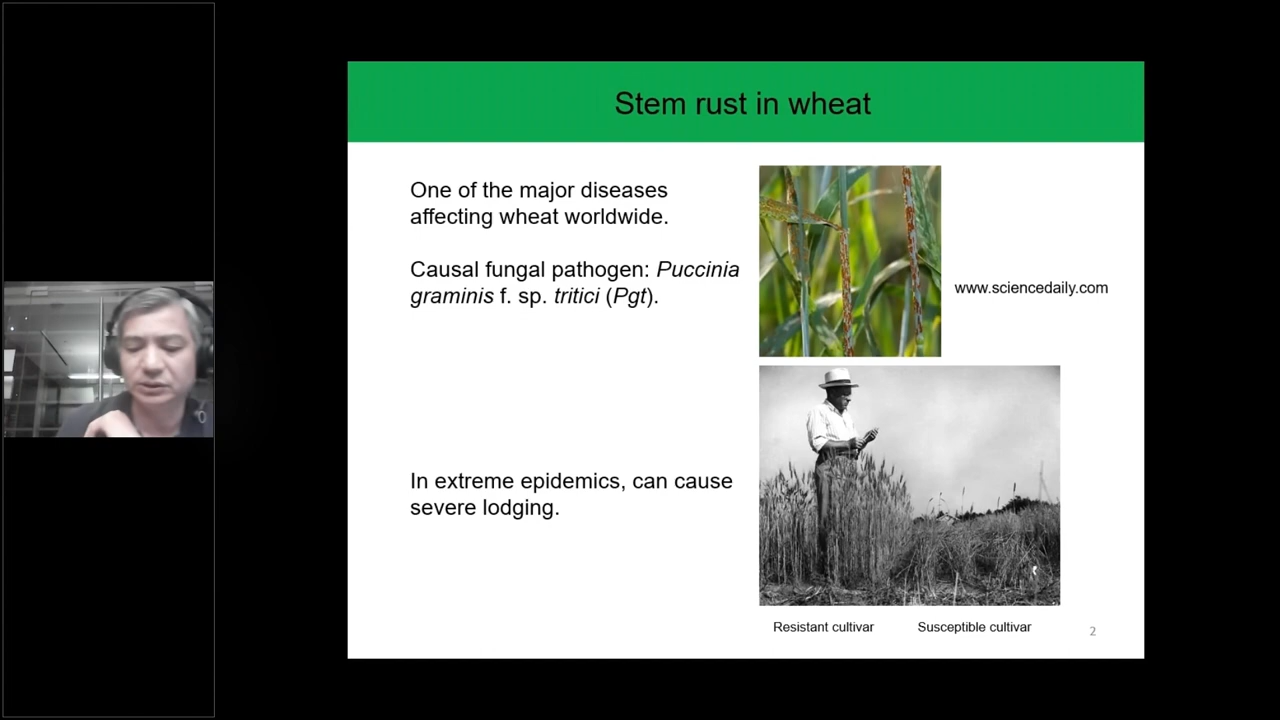 Stem rust in wheat
One of the major diseases
affecting wheat worldwide.
Causal fungal pathogen: Puccinia
graminis f. sp. tritici (Pgt).
www.sciencedaily.com
In extreme epidemics, can cause
severe lodging.
Resistant cultivar
Susceptible cultivar
2